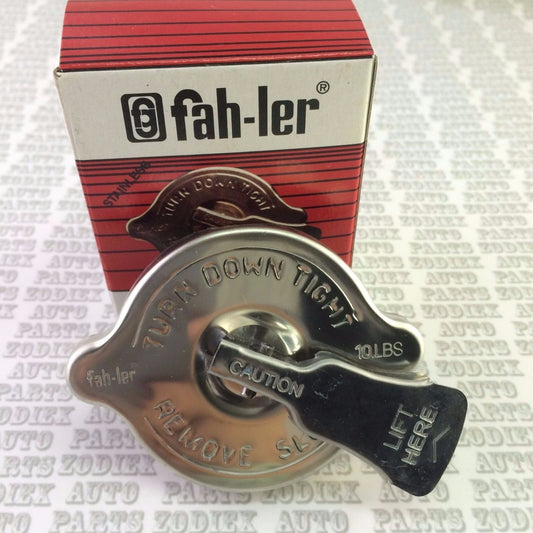 fah-ler®
STAINLESS
TURN DOWN TIGHT
TURN DOWN TIGHT
10.LBS
fah-ler
CAUTION
LIFT
HERE
REMOVE SL
PARTS ZODIEX AUTO